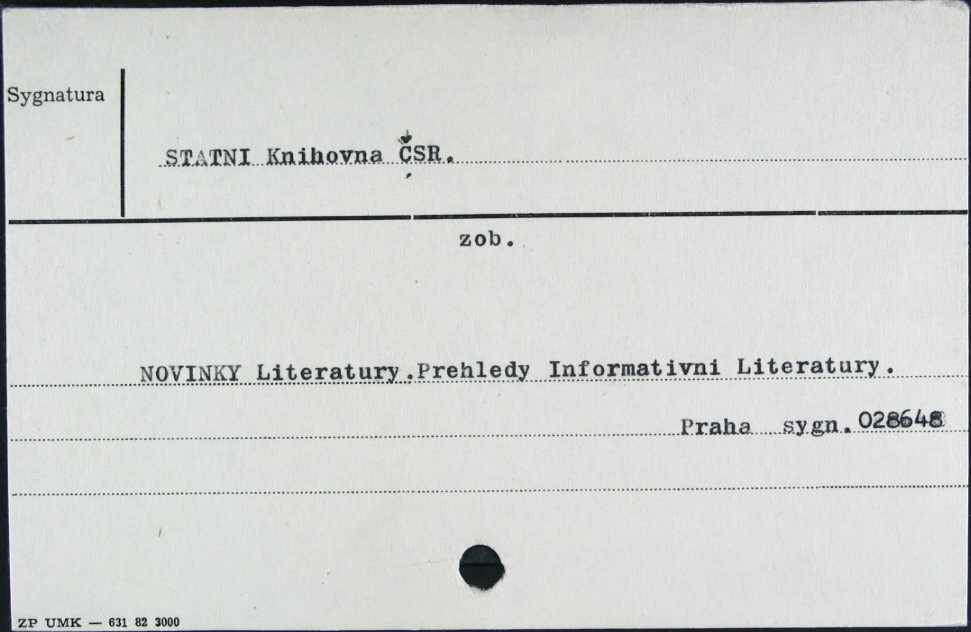 Sygnatura
STATNI Knihovna ČSR.
zob.
NOVINKY Literatury.Prehledy Informativni Literatury.
Praha sygn. 028648
ZP UMK — 631 82 3000